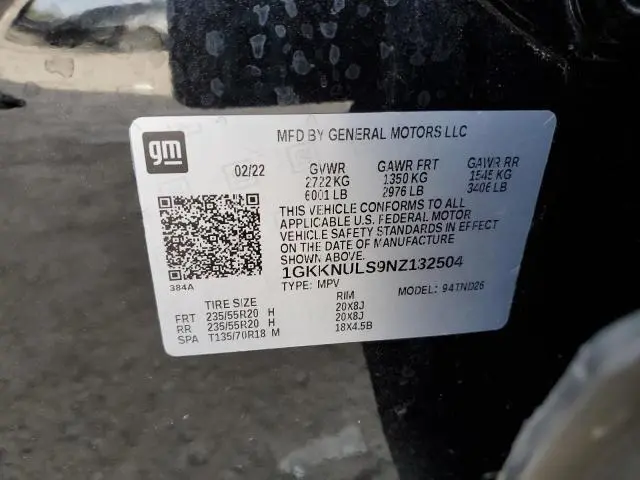 gm
MFD BY GENERAL MOTORS LLC
02/22 GVWR GAWR FRT GAWR RR
2722 KG 1350 KG 1545 KG
6001 LB 2976 LB 3406 LB
THIS VEHICLE CONFORMS TO ALL
APPLICABLE U.S. FEDERAL MOTOR
VEHICLE SAFETY STANDARDS IN EFFECT
ON THE DATE OF MANUFACTURE
SHOWN ABOVE.
1GKKNULS9NZ132504
384A
TYPE: MPV MODEL: 94TND26
TIRE SIZE RIM
FRT 235/55R20 H 20X8J
RR 235/55R20 H 20X8J
SPA T135/70R18 M 18X4.5B